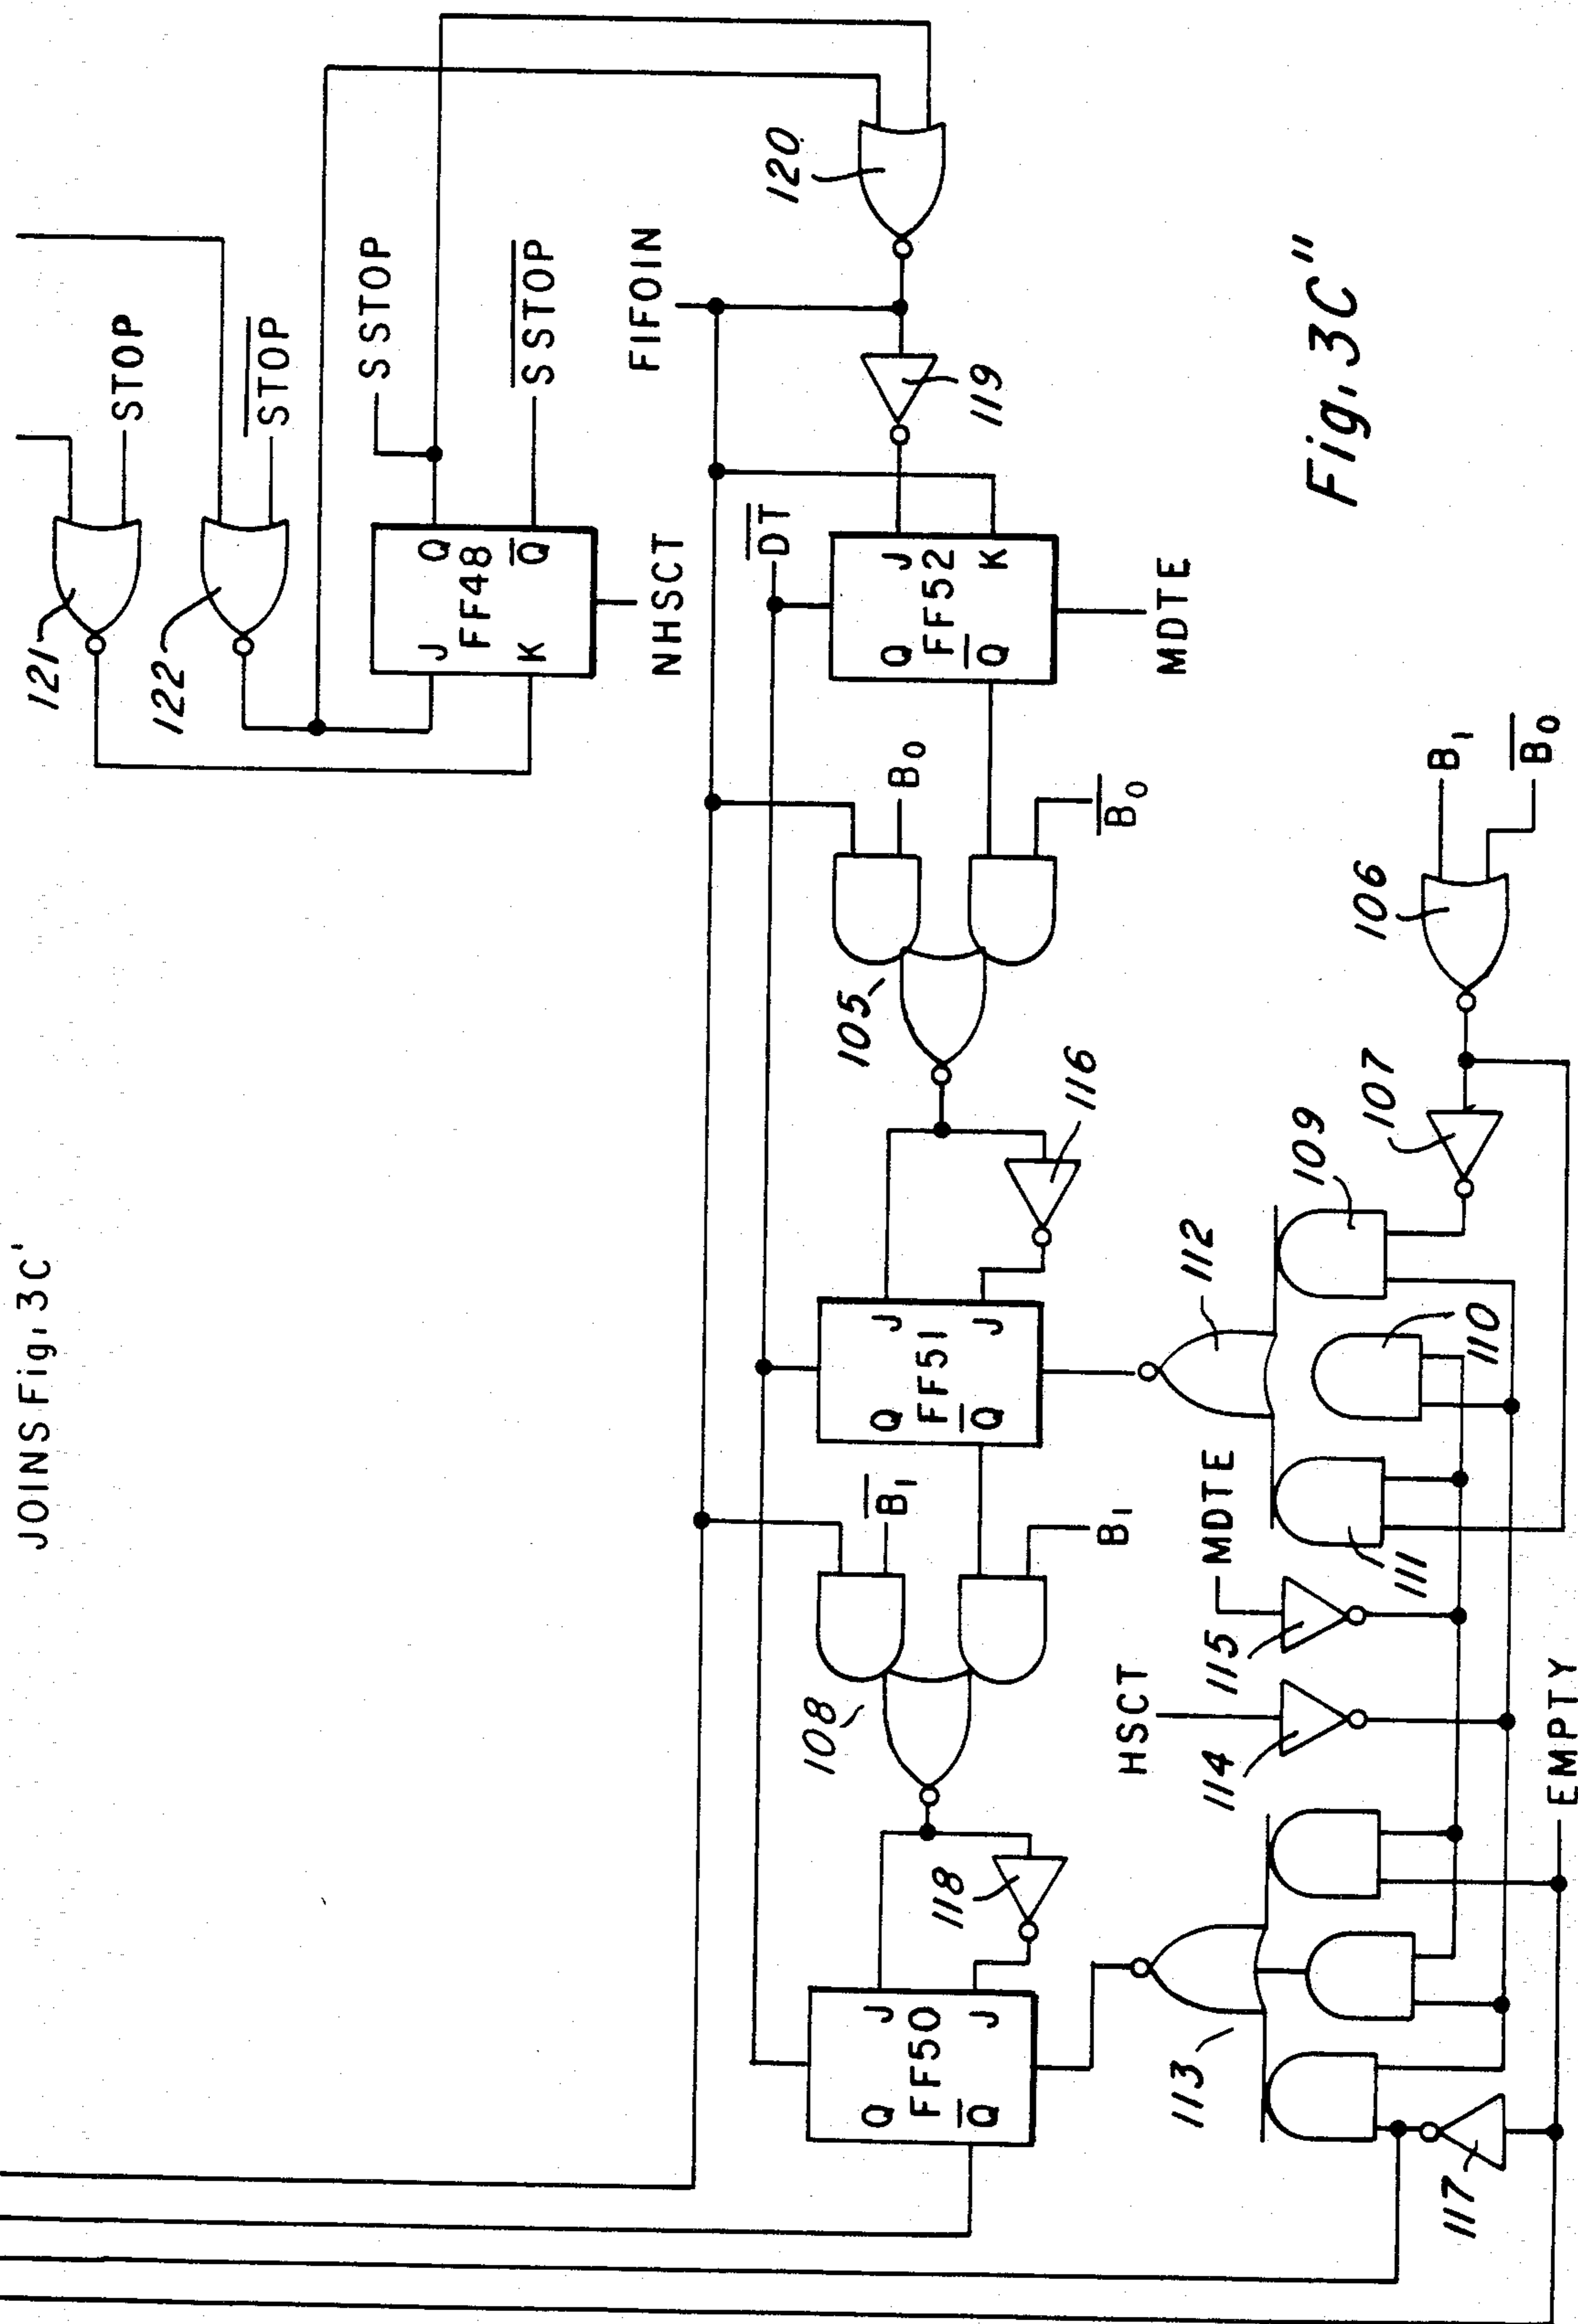 JOINS Fig. 3C'
121
STOP
122
STOP
S STOP
S STOP
J Q
FF48
K Q
NHSCT
FIFOIN
120
119
DT
Q J
FF52
Q K
MDTE
B0
B0
105
116
Q J
FF51
Q J
B1
B1
108
118
Q J
FF50
Q J
106
B1
B0
107
109
112
110
111
MDTE
115
HSCT
114
113
117
EMPTY
Fig. 3C"